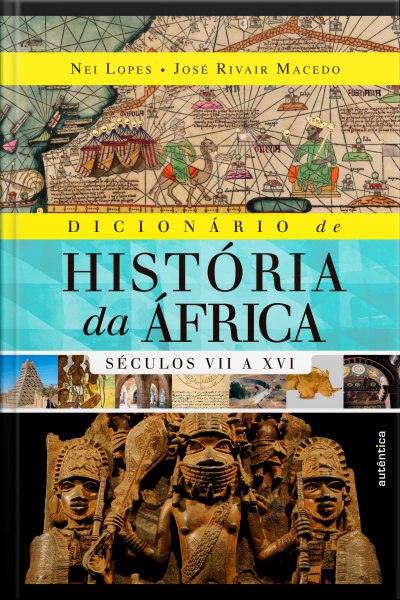 NEI LOPES • JOSÉ RIVAIR MACEDO
DICIONÁRIO de
HISTÓRIA
da ÁFRICA
SÉCULOS VII A XVI
autêntica